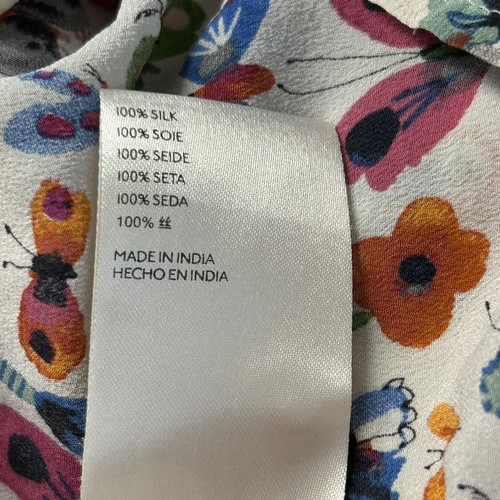 100% SILK
100% SOIE
100% SEIDE
100% SETA
100% SEDA
100% 丝
MADE IN INDIA
HECHO EN INDIA